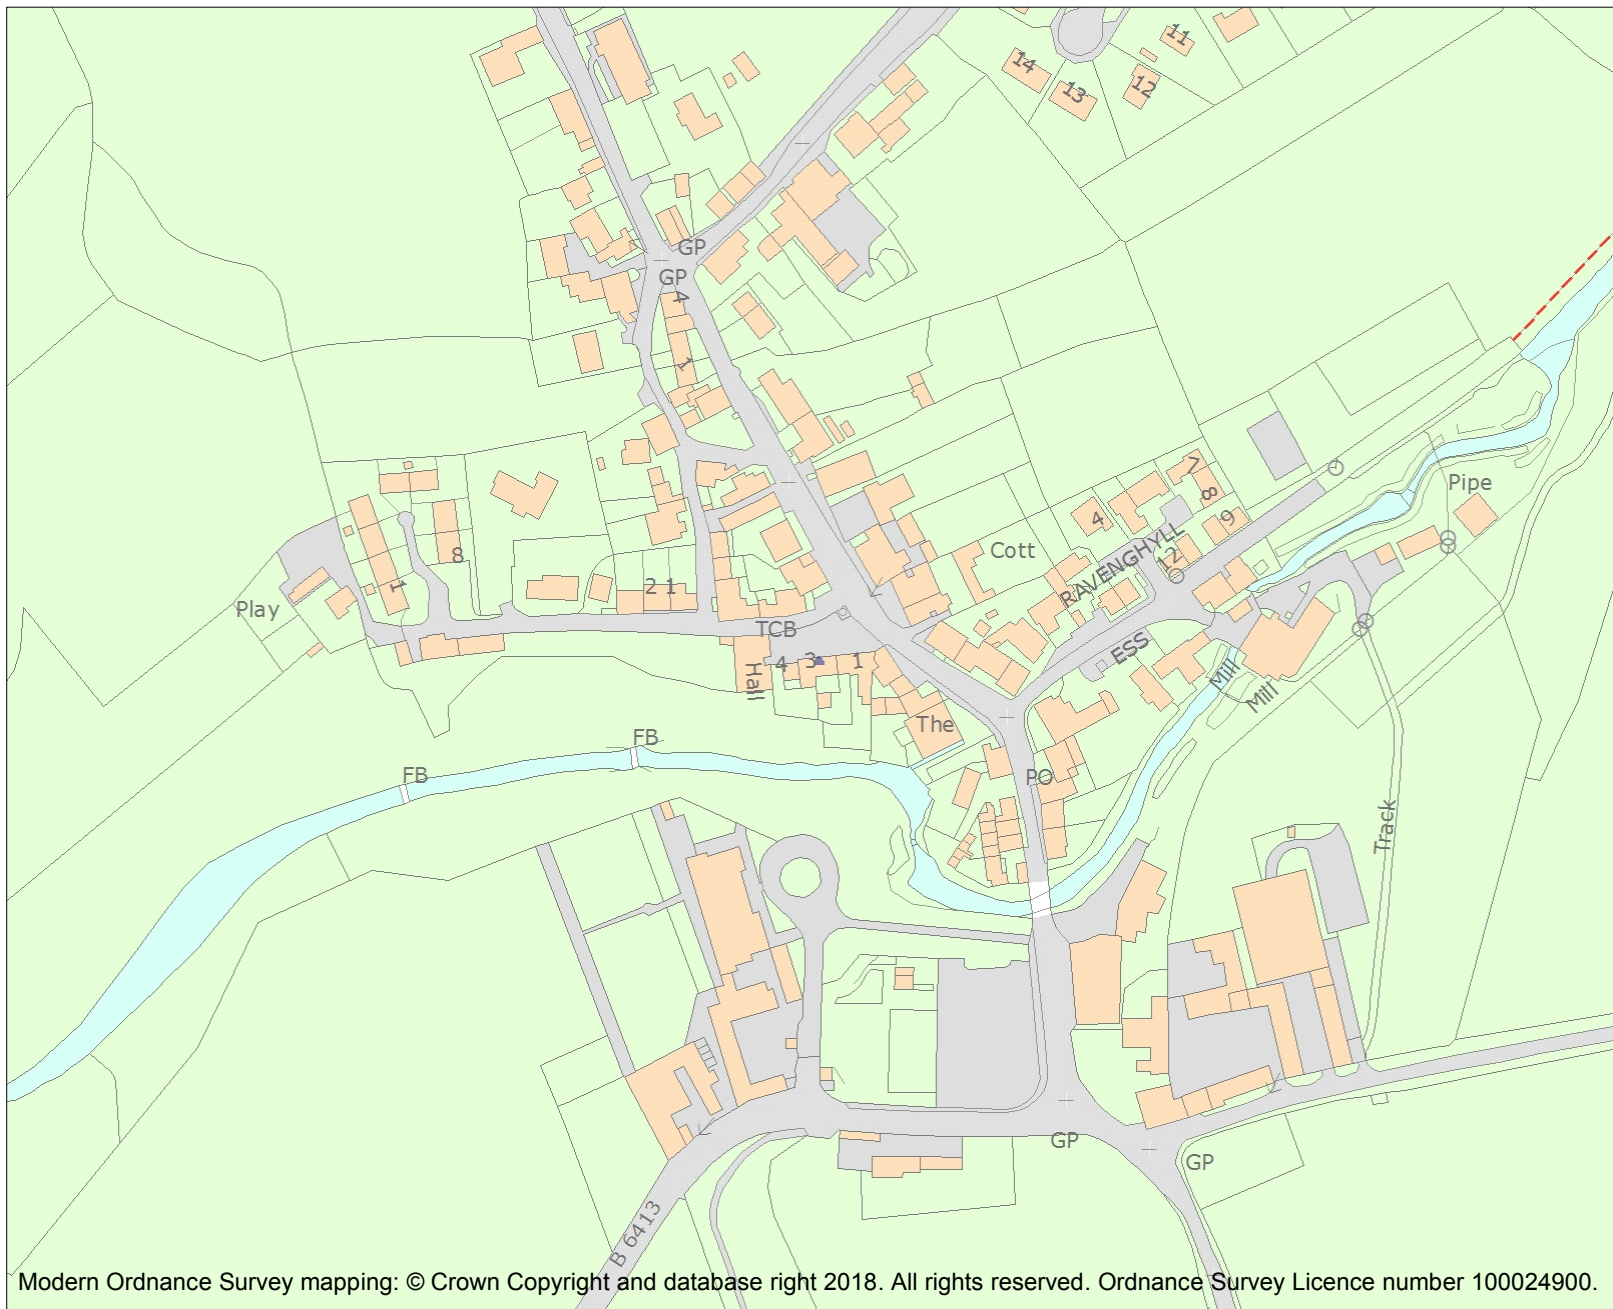 14
13
11
12
GP
GP
4
1
Play
1
8
2 1
TCB
Hall
4
3
1
The
Cott
RAVENGHYLL
4
7
8
9
12
ESS
Mill
Mill
Pipe
FB
FB
PO
Track
GP
GP
B 6413
Modern Ordnance Survey mapping: © Crown Copyright and database right 2018. All rights reserved. Ordnance Survey Licence number 100024900.